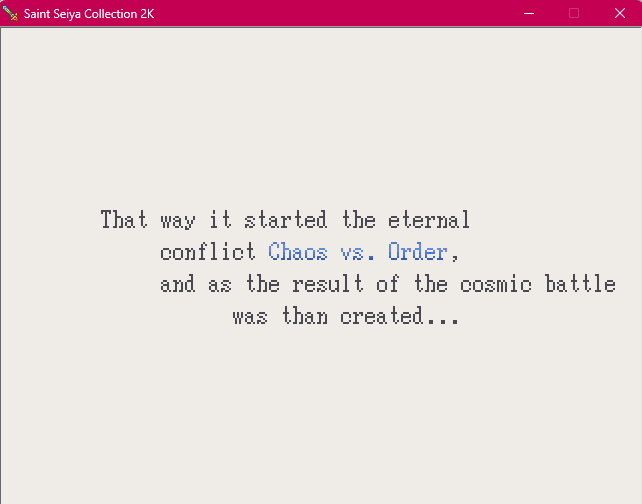 Saint Seiya Collection 2K
That way it started the eternal
conflict Chaos vs. Order,
and as the result of the cosmic battle
was than created...